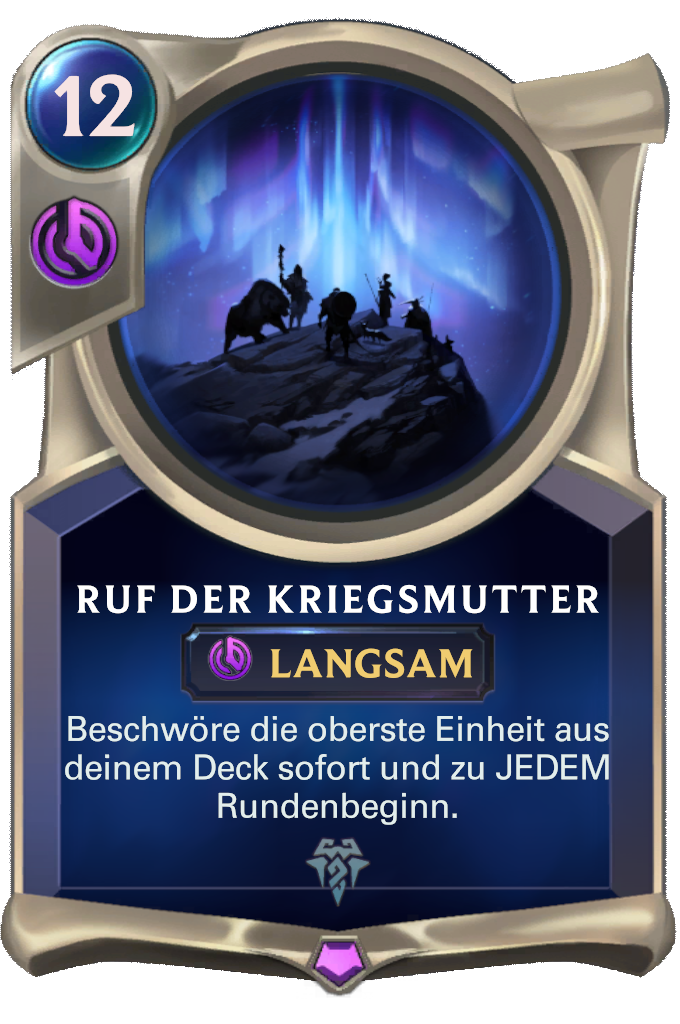 12
RUF DER KRIEGSMUTTER
LANGSAM
Beschwöre die oberste Einheit aus
deinem Deck sofort und zu JEDEM
Rundenbeginn.